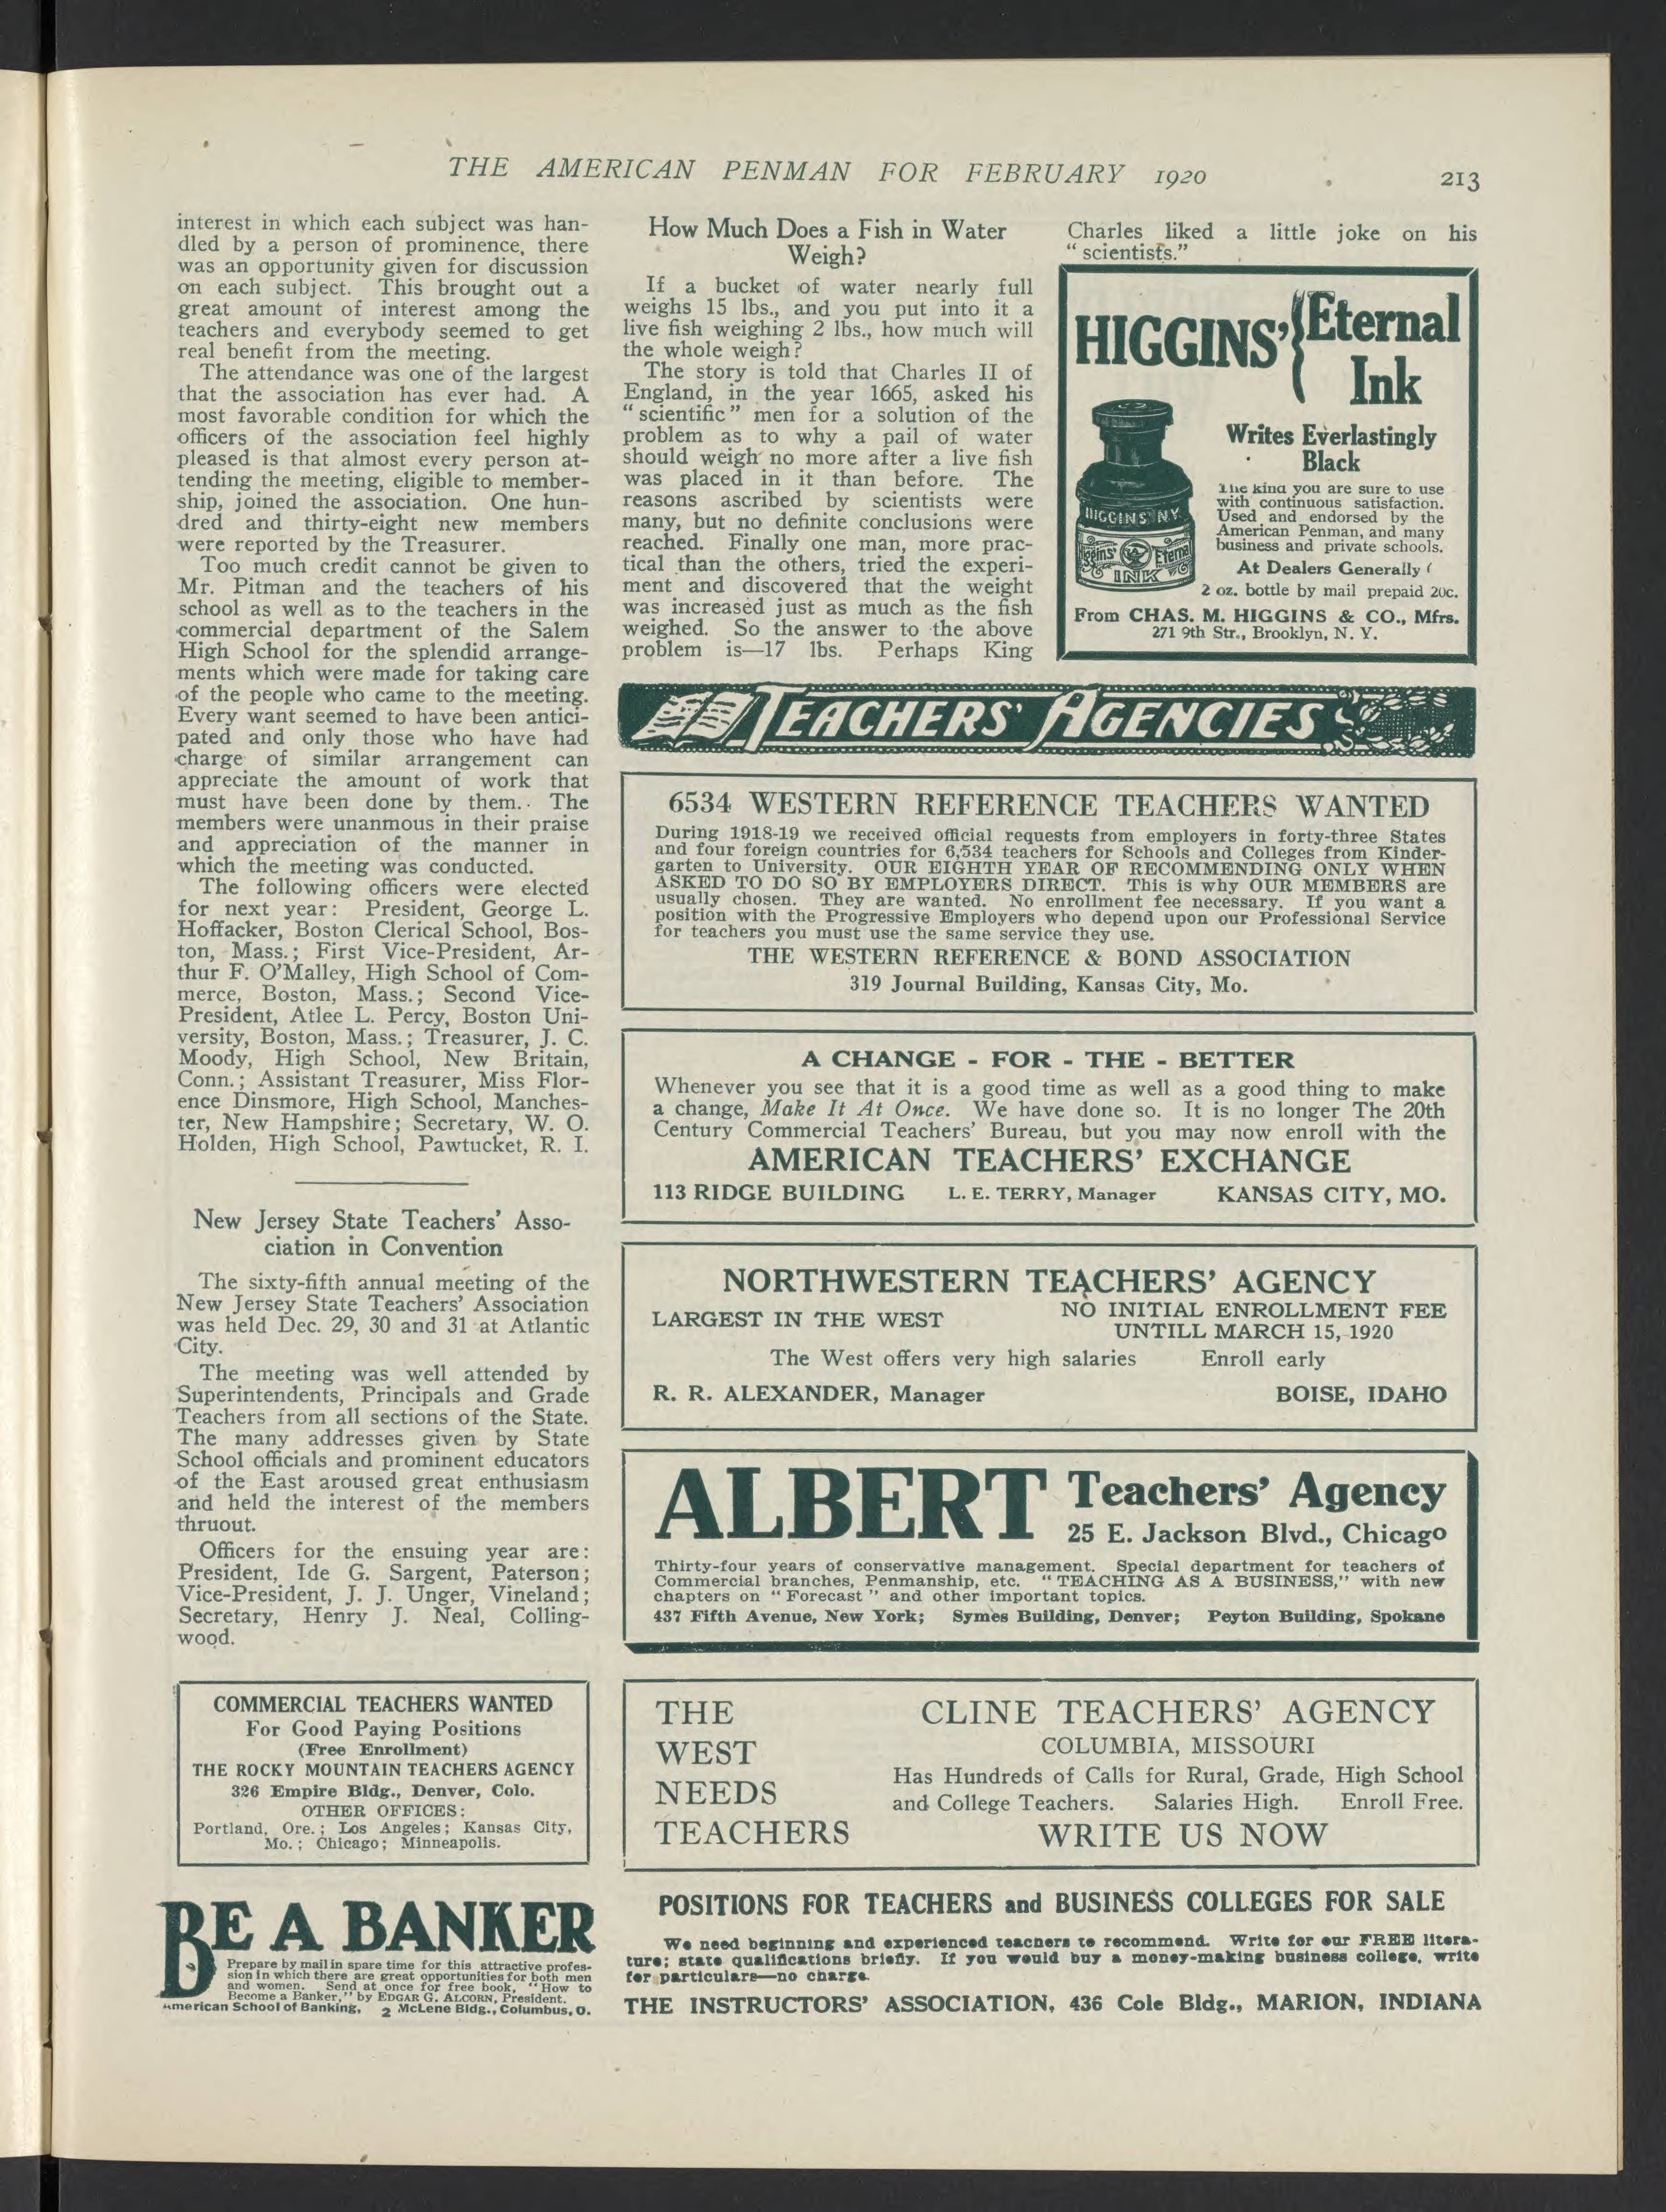 THE AMERICAN PENMAN FOR FEBRUARY 1920
213
interest in which each subject was han-
dled by a person of prominence, there
was an opportunity given for discussion
on each subject. This brought out a
great amount of interest among the
teachers and everybody seemed to get
real benefit from the meeting.
The attendance was one of the largest
that the association has ever had. A
most favorable condition for which the
officers of the association feel highly
pleased is that almost every person at-
tending the meeting, eligible to member-
ship, joined the association. One hun-
dred and thirty-eight new members
were reported by the Treasurer.
Too much credit cannot be given to
Mr. Pitman and the teachers of his
school as well as to the teachers in the
commercial department of the Salem
High School for the splendid arrange-
ments which were made for taking care
of the people who came to the meeting.
Every want seemed to have been antici-
pated and only those who have had
charge of similar arrangement can
appreciate the amount of work that
must have been done by them. The
members were unanmous in their praise
and appreciation of the manner in
which the meeting was conducted.
The following officers were elected
for next year: President, George L.
Hoffacker, Boston Clerical School, Bos-
ton, Mass.; First Vice-President, Ar-
thur F. O'Malley, High School of Com-
merce, Boston, Mass.; Second Vice-
President, Atlee L. Percy, Boston Uni-
versity, Boston, Mass.; Treasurer, J. C.
Moody, High School, New Britain,
Conn.; Assistant Treasurer, Miss Flor-
ence Dinsmore, High School, Manches-
ter, New Hampshire; Secretary, W. O.
Holden, High School, Pawtucket, R. I.
New Jersey State Teachers' Asso-
ciation in Convention
The sixty-fifth annual meeting of the
New Jersey State Teachers' Association
was held Dec. 29, 30 and 31 at Atlantic
City.
The meeting was well attended by
Superintendents, Principals and Grade
Teachers from all sections of the State.
The many addresses given by State
School officials and prominent educators
of the East aroused great enthusiasm
and held the interest of the members
thruout.
Officers for the ensuing year are:
President, Ide G. Sargent, Paterson;
Vice-President, J. J. Unger, Vineland;
Secretary, Henry J. Neal, Colling-
wood.
COMMERCIAL TEACHERS WANTED
For Good Paying Positions
(Free Enrollment)
THE ROCKY MOUNTAIN TEACHERS AGENCY
326 Empire Bldg., Denver, Colo.
OTHER OFFICES:
Portland, Ore.; Los Angeles; Kansas City,
Mo.; Chicago; Minneapolis.
BE A BANKER
Prepare by mail in spare time for this attractive profes-
sion in which there are great opportunities for both men
and women. Send at once for free book, "How to
Become a Banker," by EDGAR G. ALCORN, President.
American School of Banking, 2 McLene Bldg., Columbus, O.
How Much Does a Fish in Water
Weigh?
If a bucket of water nearly full
weighs 15 lbs., and you put into it a
live fish weighing 2 lbs., how much will
the whole weigh?
The story is told that Charles II of
England, in the year 1665, asked his
"scientific" men for a solution of the
problem as to why a pail of water
should weigh no more after a live fish
was placed in it than before. The
reasons ascribed by scientists were
many, but no definite conclusions were
reached. Finally one man, more prac-
tical than the others, tried the experi-
ment and discovered that the weight
was increased just as much as the fish
weighed. So the answer to the above
problem is—17 lbs. Perhaps King
Charles liked a little joke on his
"scientists."
HIGGINS' Eternal
Ink
Writes Everlastingly
Black
The kind you are sure to use
with continuous satisfaction.
Used and endorsed by the
American Penman, and many
business and private schools.
At Dealers Generally
2 oz. bottle by mail prepaid 20c.
From CHAS. M. HIGGINS & CO., Mfrs.
271 9th Str., Brooklyn, N. Y.
HIGGINS N.Y.
Higgins' Eternal
INK
TEACHERS' AGENCIES
6534 WESTERN REFERENCE TEACHERS WANTED
During 1918-19 we received official requests from employers in forty-three States
and four foreign countries for 6,534 teachers for Schools and Colleges from Kinder-
garten to University. OUR EIGHTH YEAR OF RECOMMENDING ONLY WHEN
ASKED TO DO SO BY EMPLOYERS DIRECT. This is why OUR MEMBERS are
usually chosen. They are wanted. No enrollment fee necessary. If you want a
position with the Progressive Employers who depend upon our Professional Service
for teachers you must use the same service they use.
THE WESTERN REFERENCE & BOND ASSOCIATION
319 Journal Building, Kansas City, Mo.
A CHANGE - FOR - THE - BETTER
Whenever you see that it is a good time as well as a good thing to make
a change, Make It At Once. We have done so. It is no longer The 20th
Century Commercial Teachers' Bureau, but you may now enroll with the
AMERICAN TEACHERS' EXCHANGE
113 RIDGE BUILDING L. E. TERRY, Manager KANSAS CITY, MO.
NORTHWESTERN TEACHERS' AGENCY
LARGEST IN THE WEST
NO INITIAL ENROLLMENT FEE
UNTILL MARCH 15, 1920
The West offers very high salaries Enroll early
R. R. ALEXANDER, Manager BOISE, IDAHO
ALBERT Teachers' Agency
25 E. Jackson Blvd., Chicago
Thirty-four years of conservative management. Special department for teachers of
Commercial branches, Penmanship, etc. "TEACHING AS A BUSINESS," with new
chapters on "Forecast" and other important topics.
437 Fifth Avenue, New York; Symes Building, Denver; Peyton Building, Spokane
THE
WEST
NEEDS
TEACHERS
CLINE TEACHERS' AGENCY
COLUMBIA, MISSOURI
Has Hundreds of Calls for Rural, Grade, High School
and College Teachers. Salaries High. Enroll Free.
WRITE US NOW
POSITIONS FOR TEACHERS and BUSINESS COLLEGES FOR SALE
We need beginning and experienced teachers to recommend. Write for our FREE litera-
ture; state qualifications briefly. If you would buy a money-making business college, write
for particulars—no charge.
THE INSTRUCTORS' ASSOCIATION, 436 Cole Bldg., MARION, INDIANA